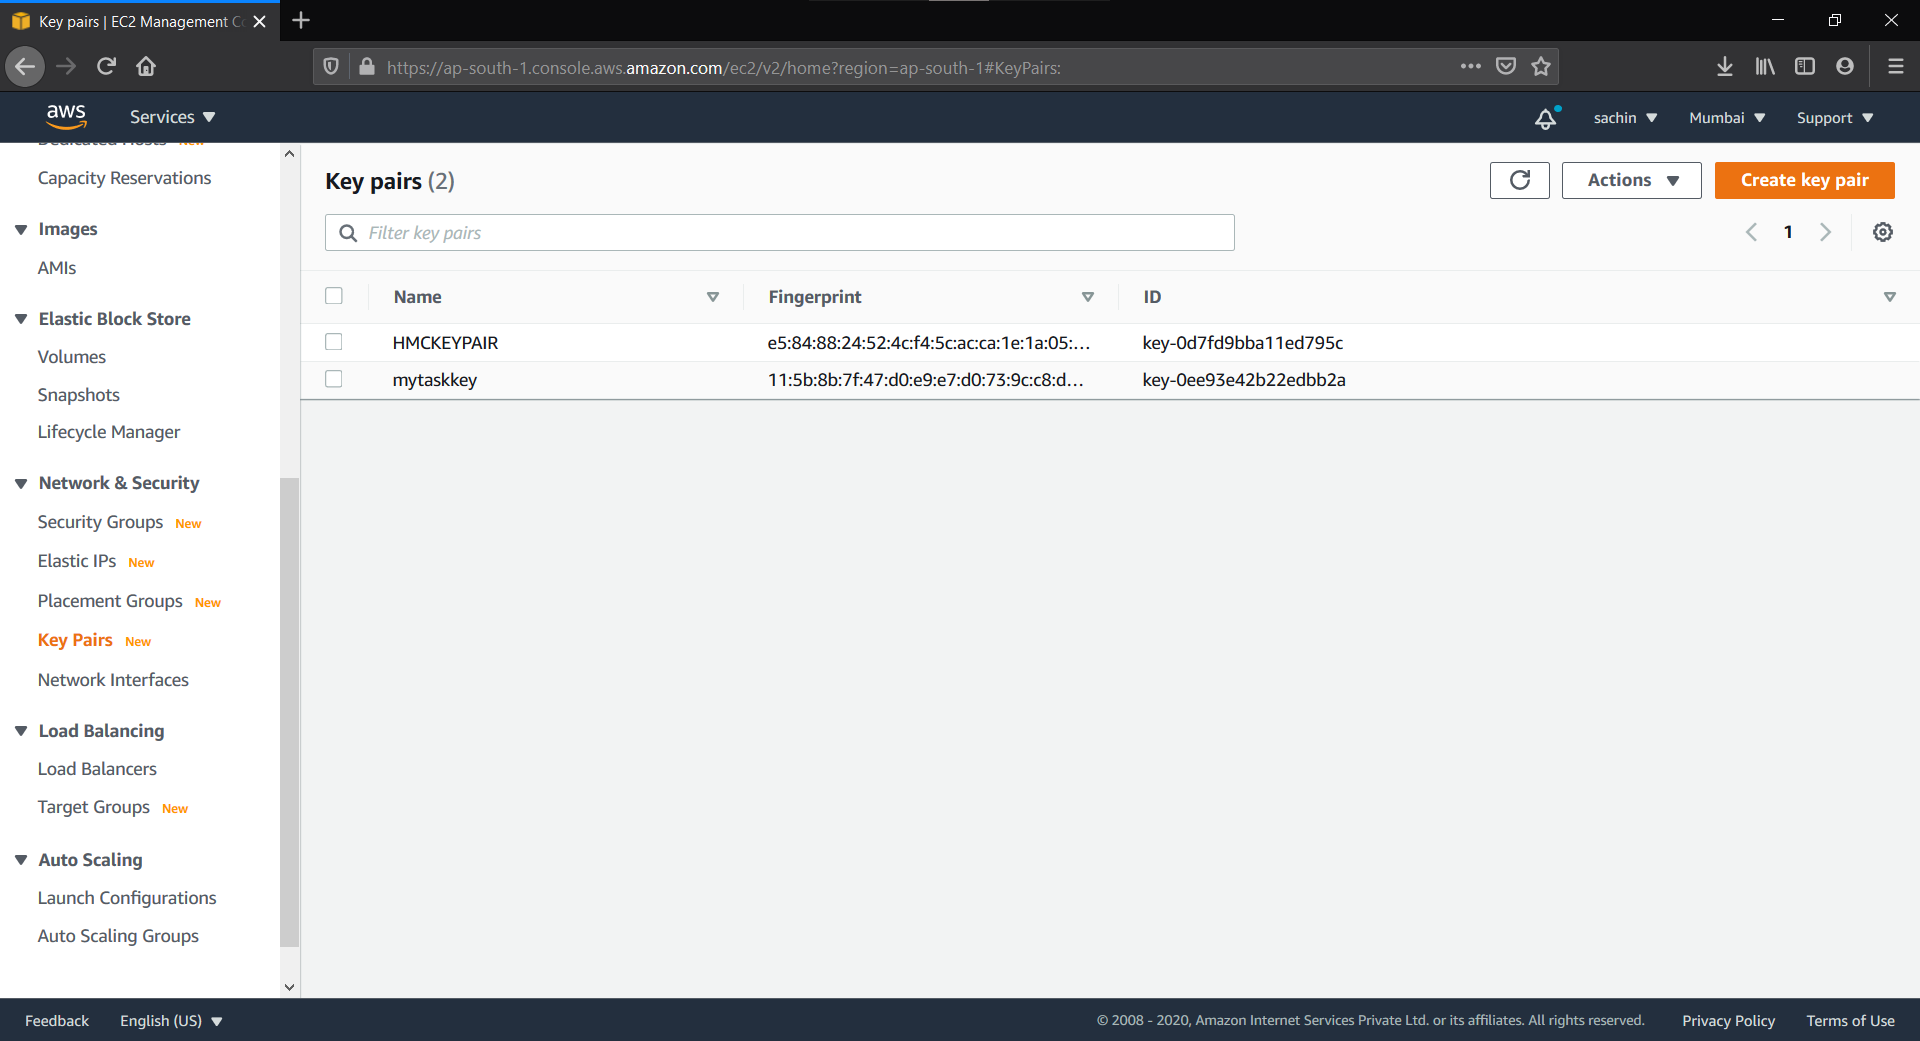 Key pairs | EC2 Management Co
https://ap-south-1.console.aws.amazon.com/ec2/v2/home?region=ap-south-1#KeyPairs:
aws
Services
sachin
Mumbai
Support
Dedicated Hosts New
Capacity Reservations
Images
AMIs
Elastic Block Store
Volumes
Snapshots
Lifecycle Manager
Network & Security
Security Groups New
Elastic IPs New
Placement Groups New
Key Pairs New
Network Interfaces
Load Balancing
Load Balancers
Target Groups New
Auto Scaling
Launch Configurations
Auto Scaling Groups
Key pairs (2)
Actions
Create key pair
Filter key pairs
1
Name Fingerprint ID
HMCKEYPAIR e5:84:88:24:52:4c:f4:5c:ac:ca:1e:1a:05:... key-0d7fd9bba11ed795c
mytaskkey 11:5b:8b:7f:47:d0:e9:e7:d0:73:9c:c8:d... key-0ee93e42b22edbb2a
Feedback
English (US)
© 2008 - 2020, Amazon Internet Services Private Ltd. or its affiliates. All rights reserved.
Privacy Policy
Terms of Use